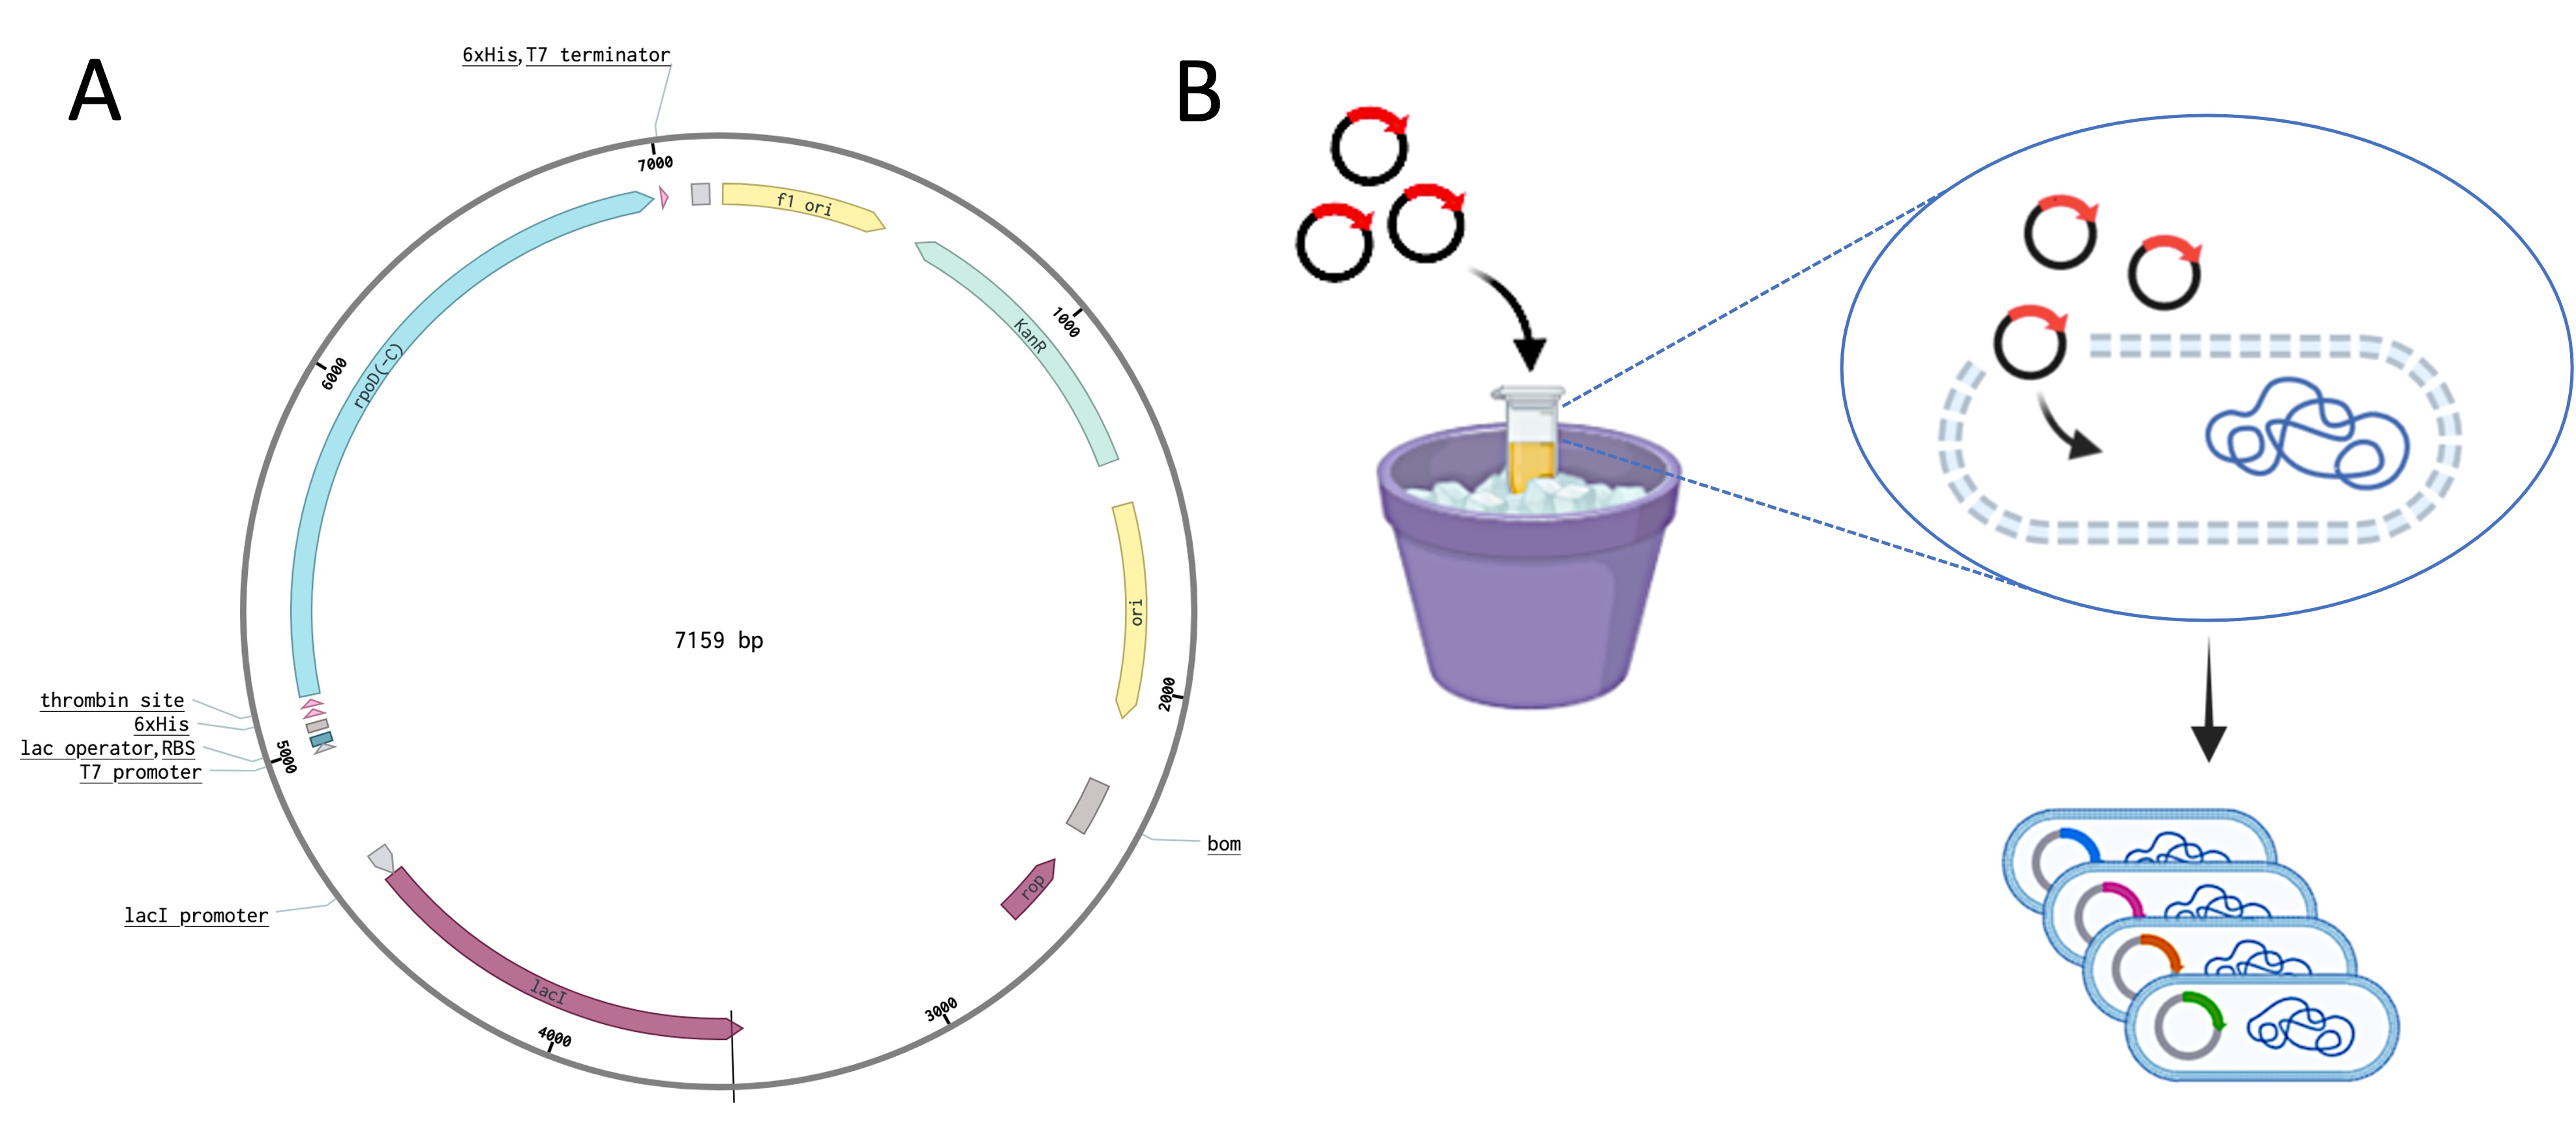 A
B
6xHis, T7 terminator
7000
f1 ori
KanR
1000
6000
rpoD(-C)
ori
7159 bp
2000
thrombin site
6xHis
lac operator, RBS
5000
T7 promoter
bom
rop
lacI promoter
lacI
3000
4000